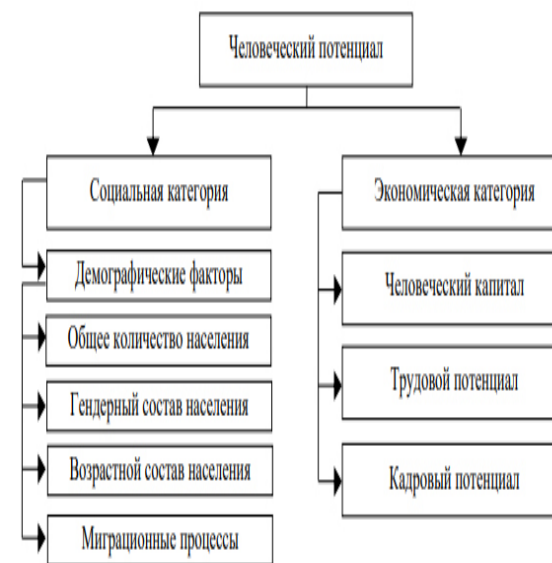 Человеческий потенциал
Социальная категория
Демографические факторы
Общее количество населения
Гендерный состав населения
Возрастной состав населения
Миграционные процессы
Экономическая категория
Человеческий капитал
Трудовой потенциал
Кадровый потенциал